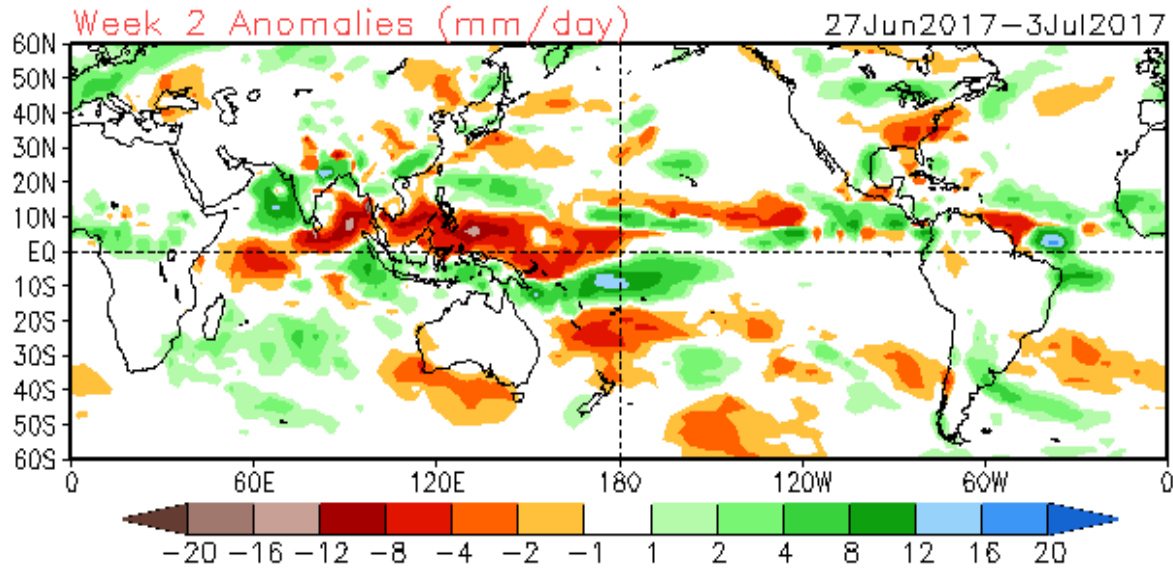 Week 2 Anomalies (mm/day) 27Jun2017–3Jul2017
60N
50N
40N
30N
20N
10N
EQ
10S
20S
30S
40S
50S
60S
0 60E 120E 180 120W 60W 0
−20 −16 −12 −8 −4 −2 −1 1 2 4 8 12 16 20